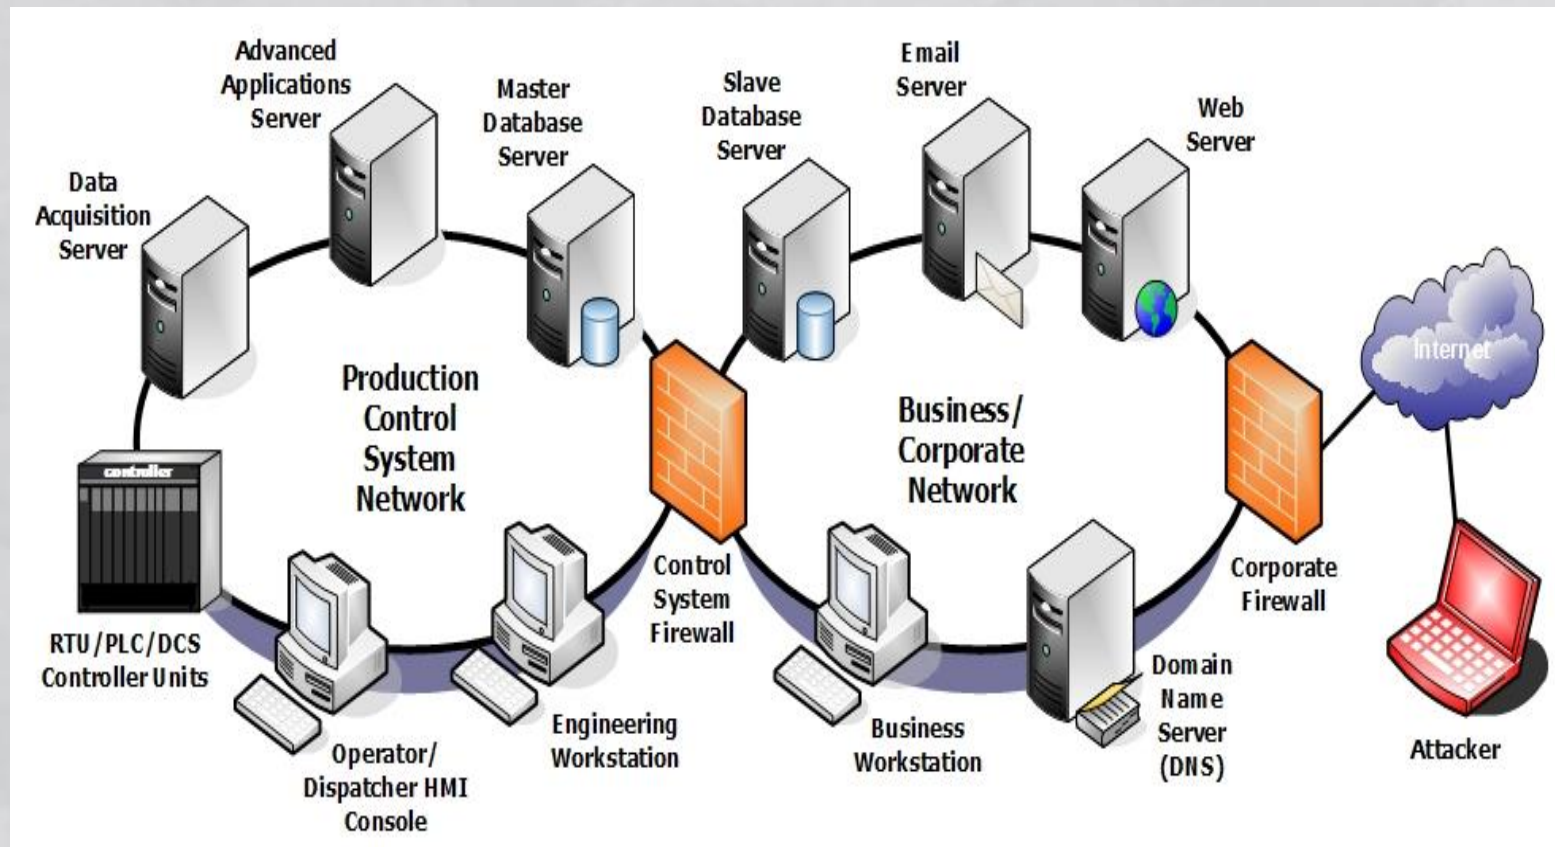 Advanced
Applications
Server
Data
Acquisition
Server
Master
Database
Server
Slave
Database
Server
Email
Server
Web
Server
Internet
Production
Control
System
Network
Business/
Corporate
Network
controller
RTU/PLC/DCS
Controller Units
Operator/
Dispatcher HMI
Console
Engineering
Workstation
Control
System
Firewall
Business
Workstation
Domain
Name
Server
(DNS)
Corporate
Firewall
Attacker